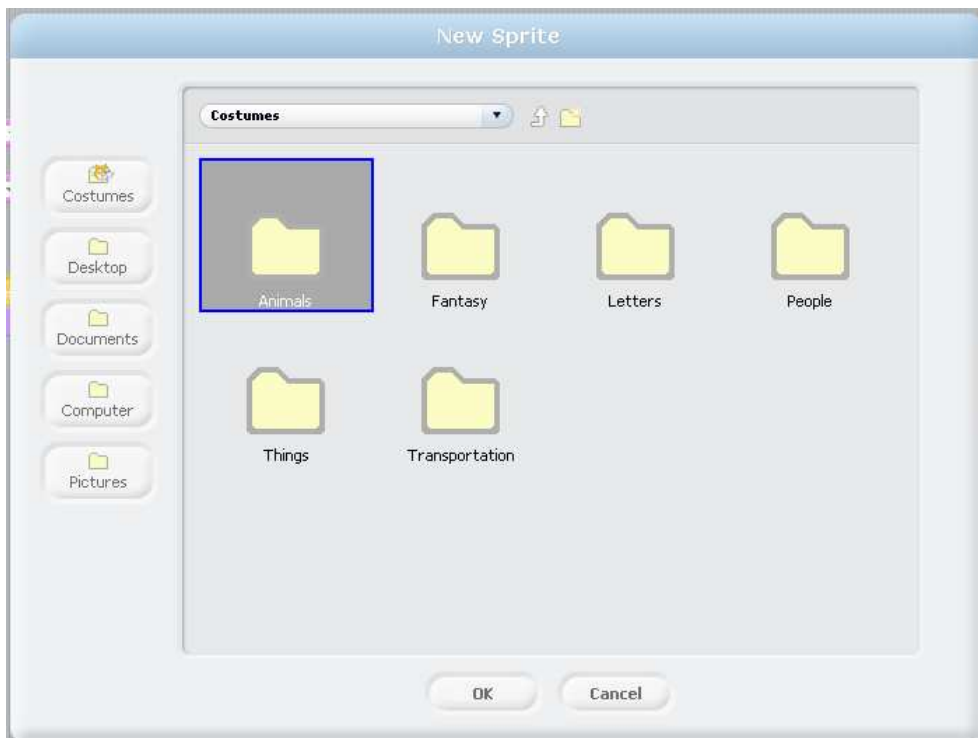 New Sprite
Costumes
Costumes
Desktop
Documents
Computer
Pictures
Animals
Fantasy
Letters
People
Things
Transportation
OK
Cancel